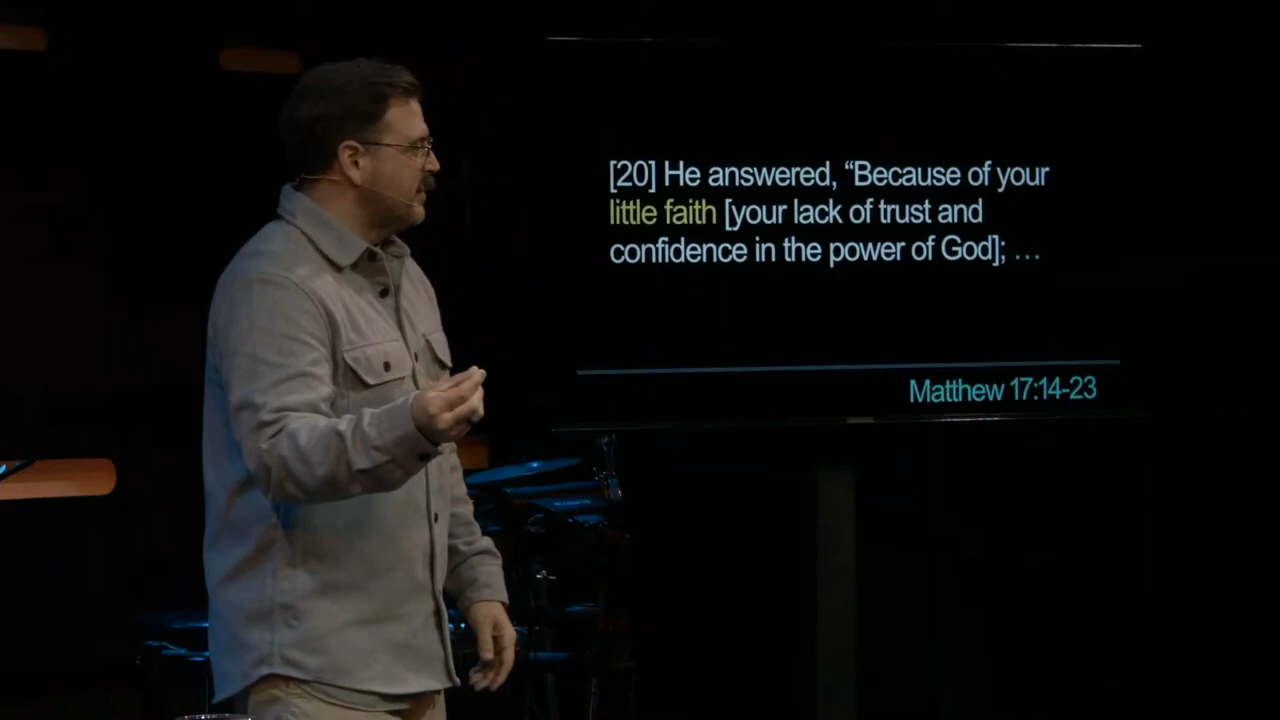 [20] He answered, “Because of your
little faith [your lack of trust and
confidence in the power of God]; …
Matthew 17:14-23